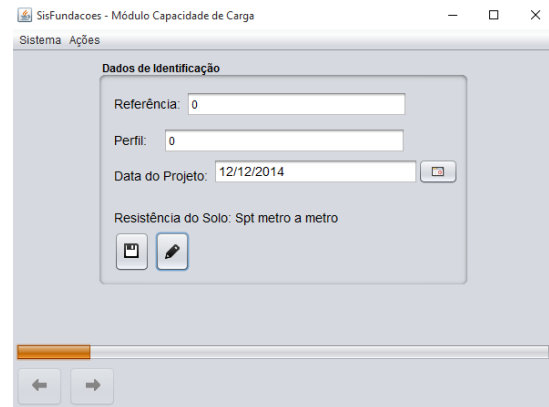 SisFundacoes - Módulo Capacidade de Carga
Sistema Ações
Dados de Identificação
Referência: 0
Perfil: 0
Data do Projeto: 12/12/2014
Resistência do Solo: Spt metro a metro